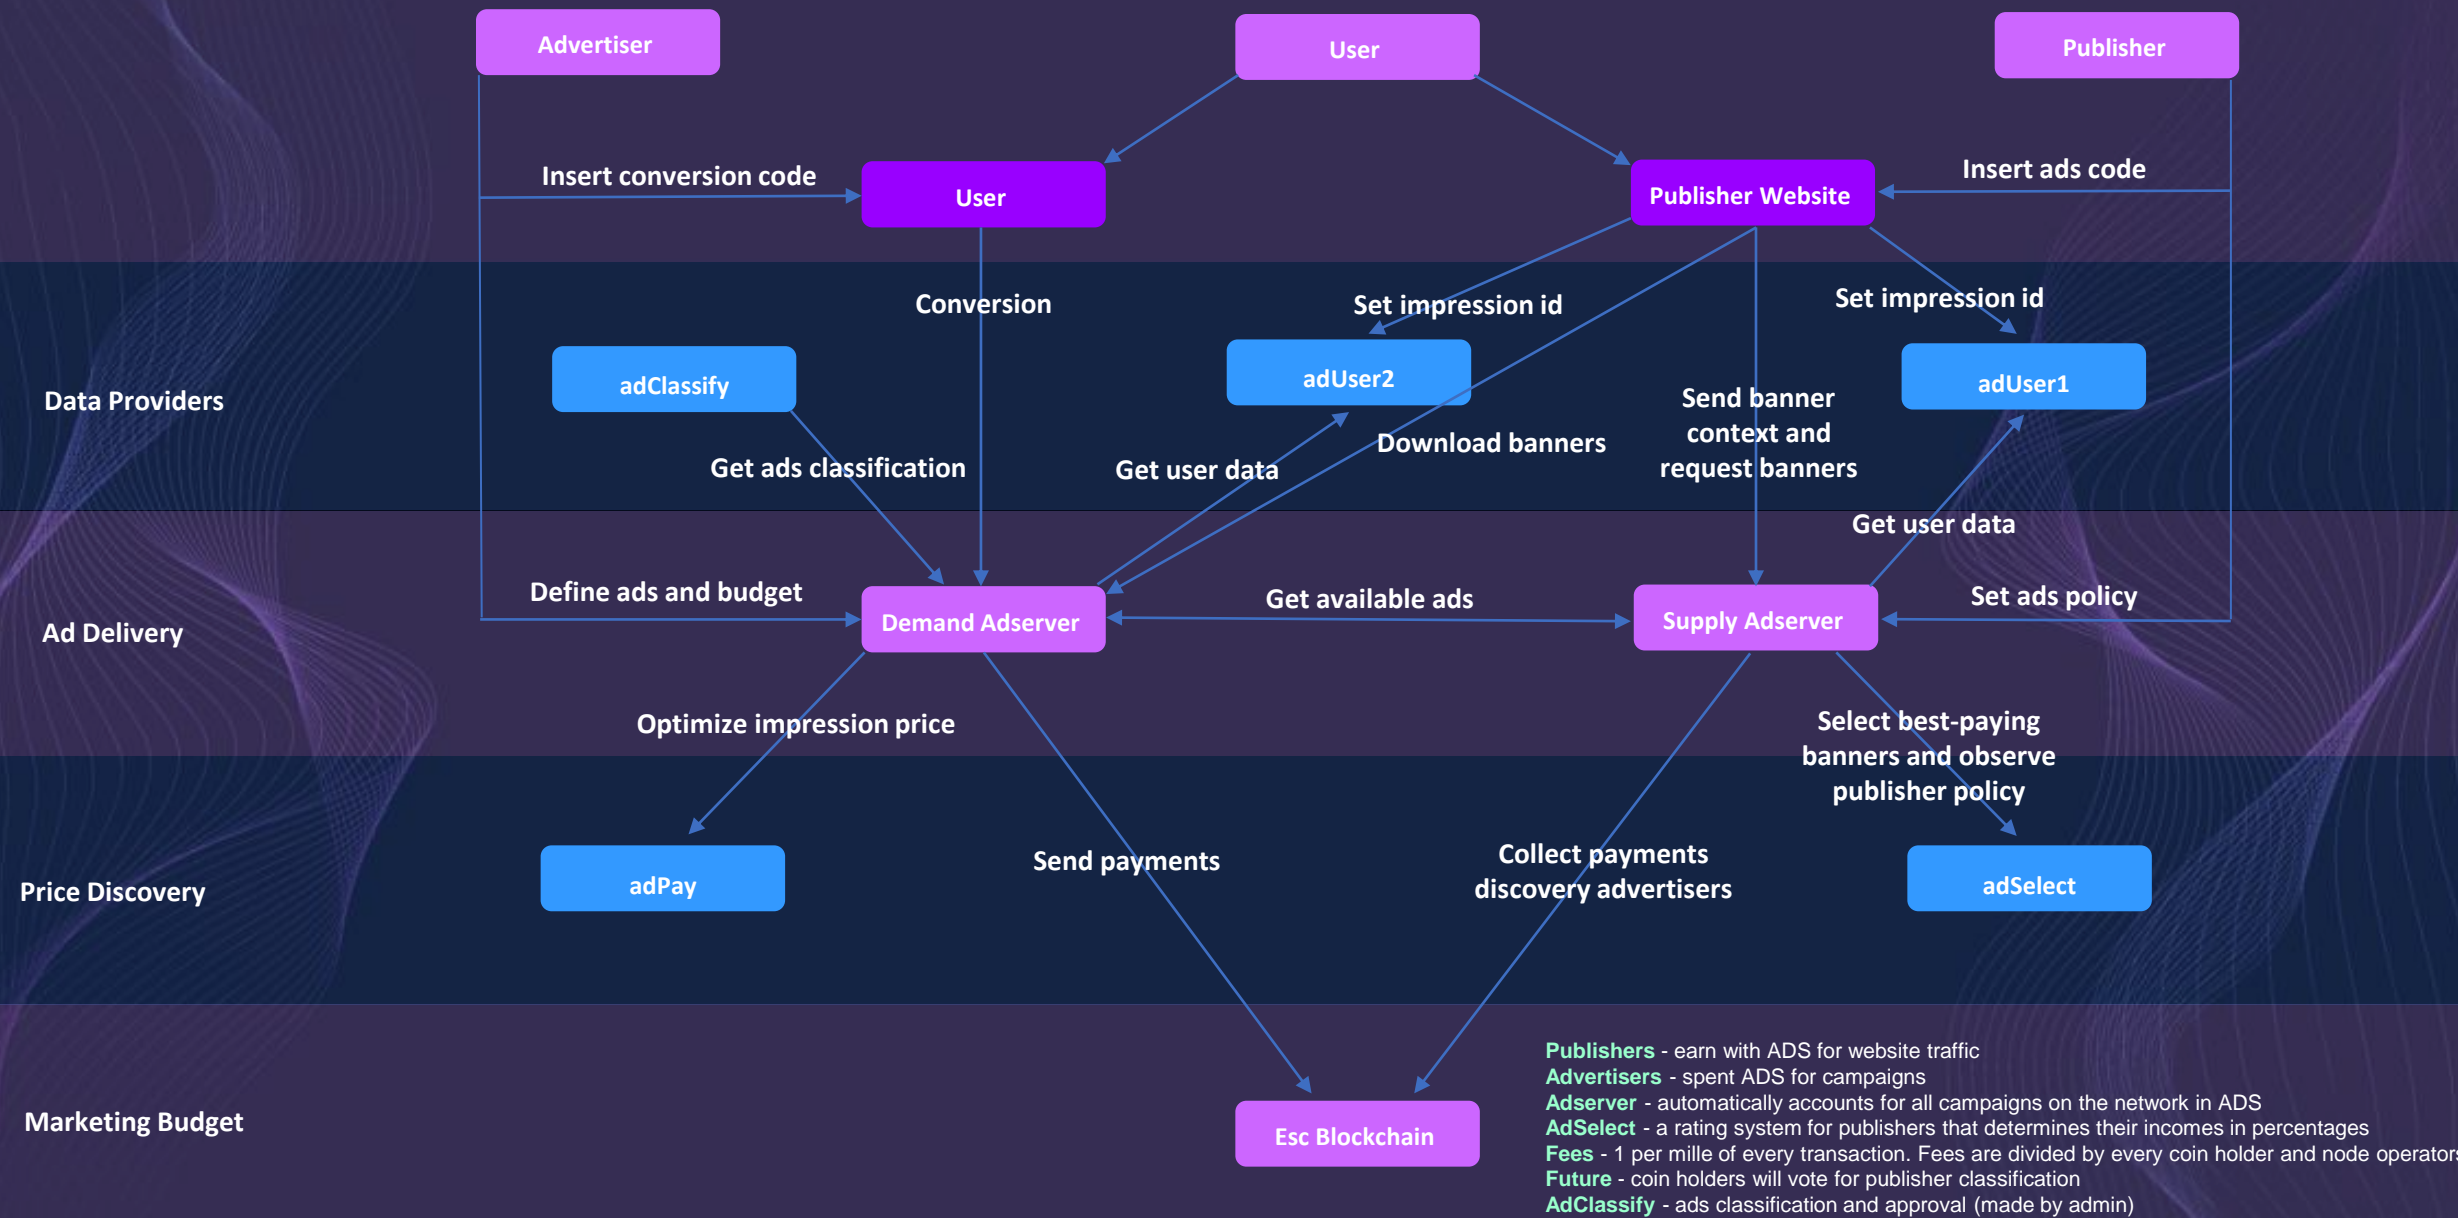 Advertiser
User
Publisher
Insert conversion code
User
Publisher Website
Insert ads code
Conversion
Set impression id
Set impression id
adClassify
adUser2
adUser1
Data Providers
Send banner
context and
request banners
Download banners
Get ads classification
Get user data
Get user data
Define ads and budget
Get available ads
Set ads policy
Ad Delivery
Demand Adserver
Supply Adserver
Optimize impression price
Select best-paying
banners and observe
publisher policy
Send payments
Collect payments
discovery advertisers
Price Discovery
adPay
adSelect
Marketing Budget
Esc Blockchain
Publishers - earn with ADS for website traffic
Advertisers - spent ADS for campaigns
Adserver - automatically accounts for all campaigns on the network in ADS
AdSelect - a rating system for publishers that determines their incomes in percentages
Fees - 1 per mille of every transaction. Fees are divided by every coin holder and node operators
Future - coin holders will vote for publisher classification
AdClassify - ads classification and approval (made by admin)